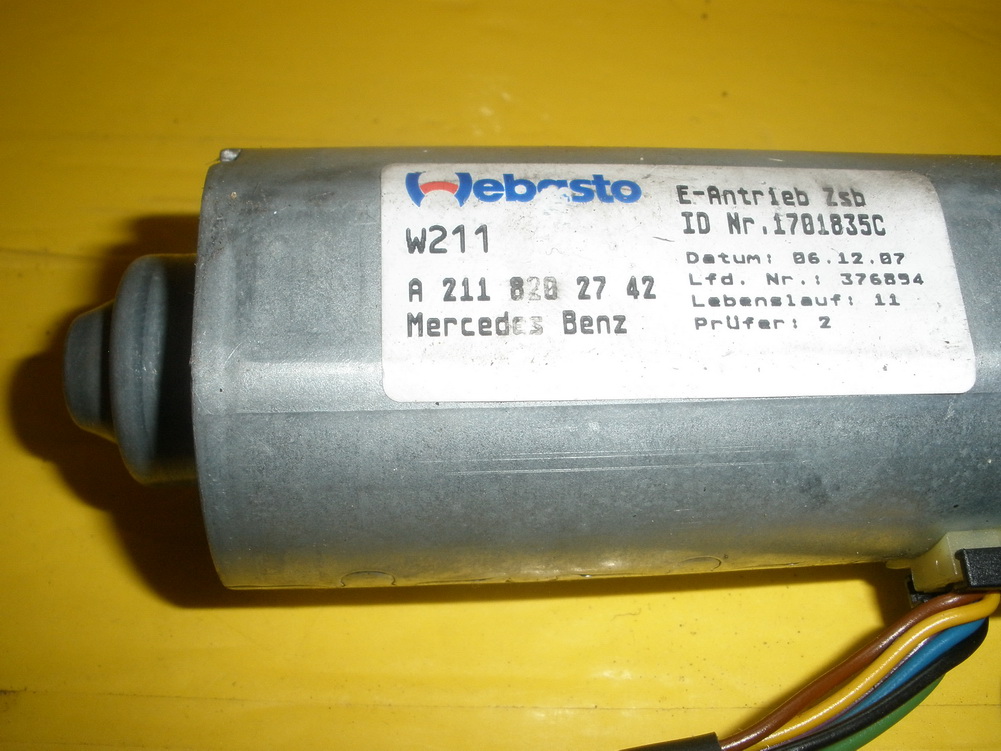 Webasto
W211
A 211 820 27 42
Mercedes Benz
E-Antrieb Zsb
ID Nr.1701835C
Datum: 06.12.07
Lfd. Nr.: 376894
Lebenslauf: 11
PrÜfer: 2